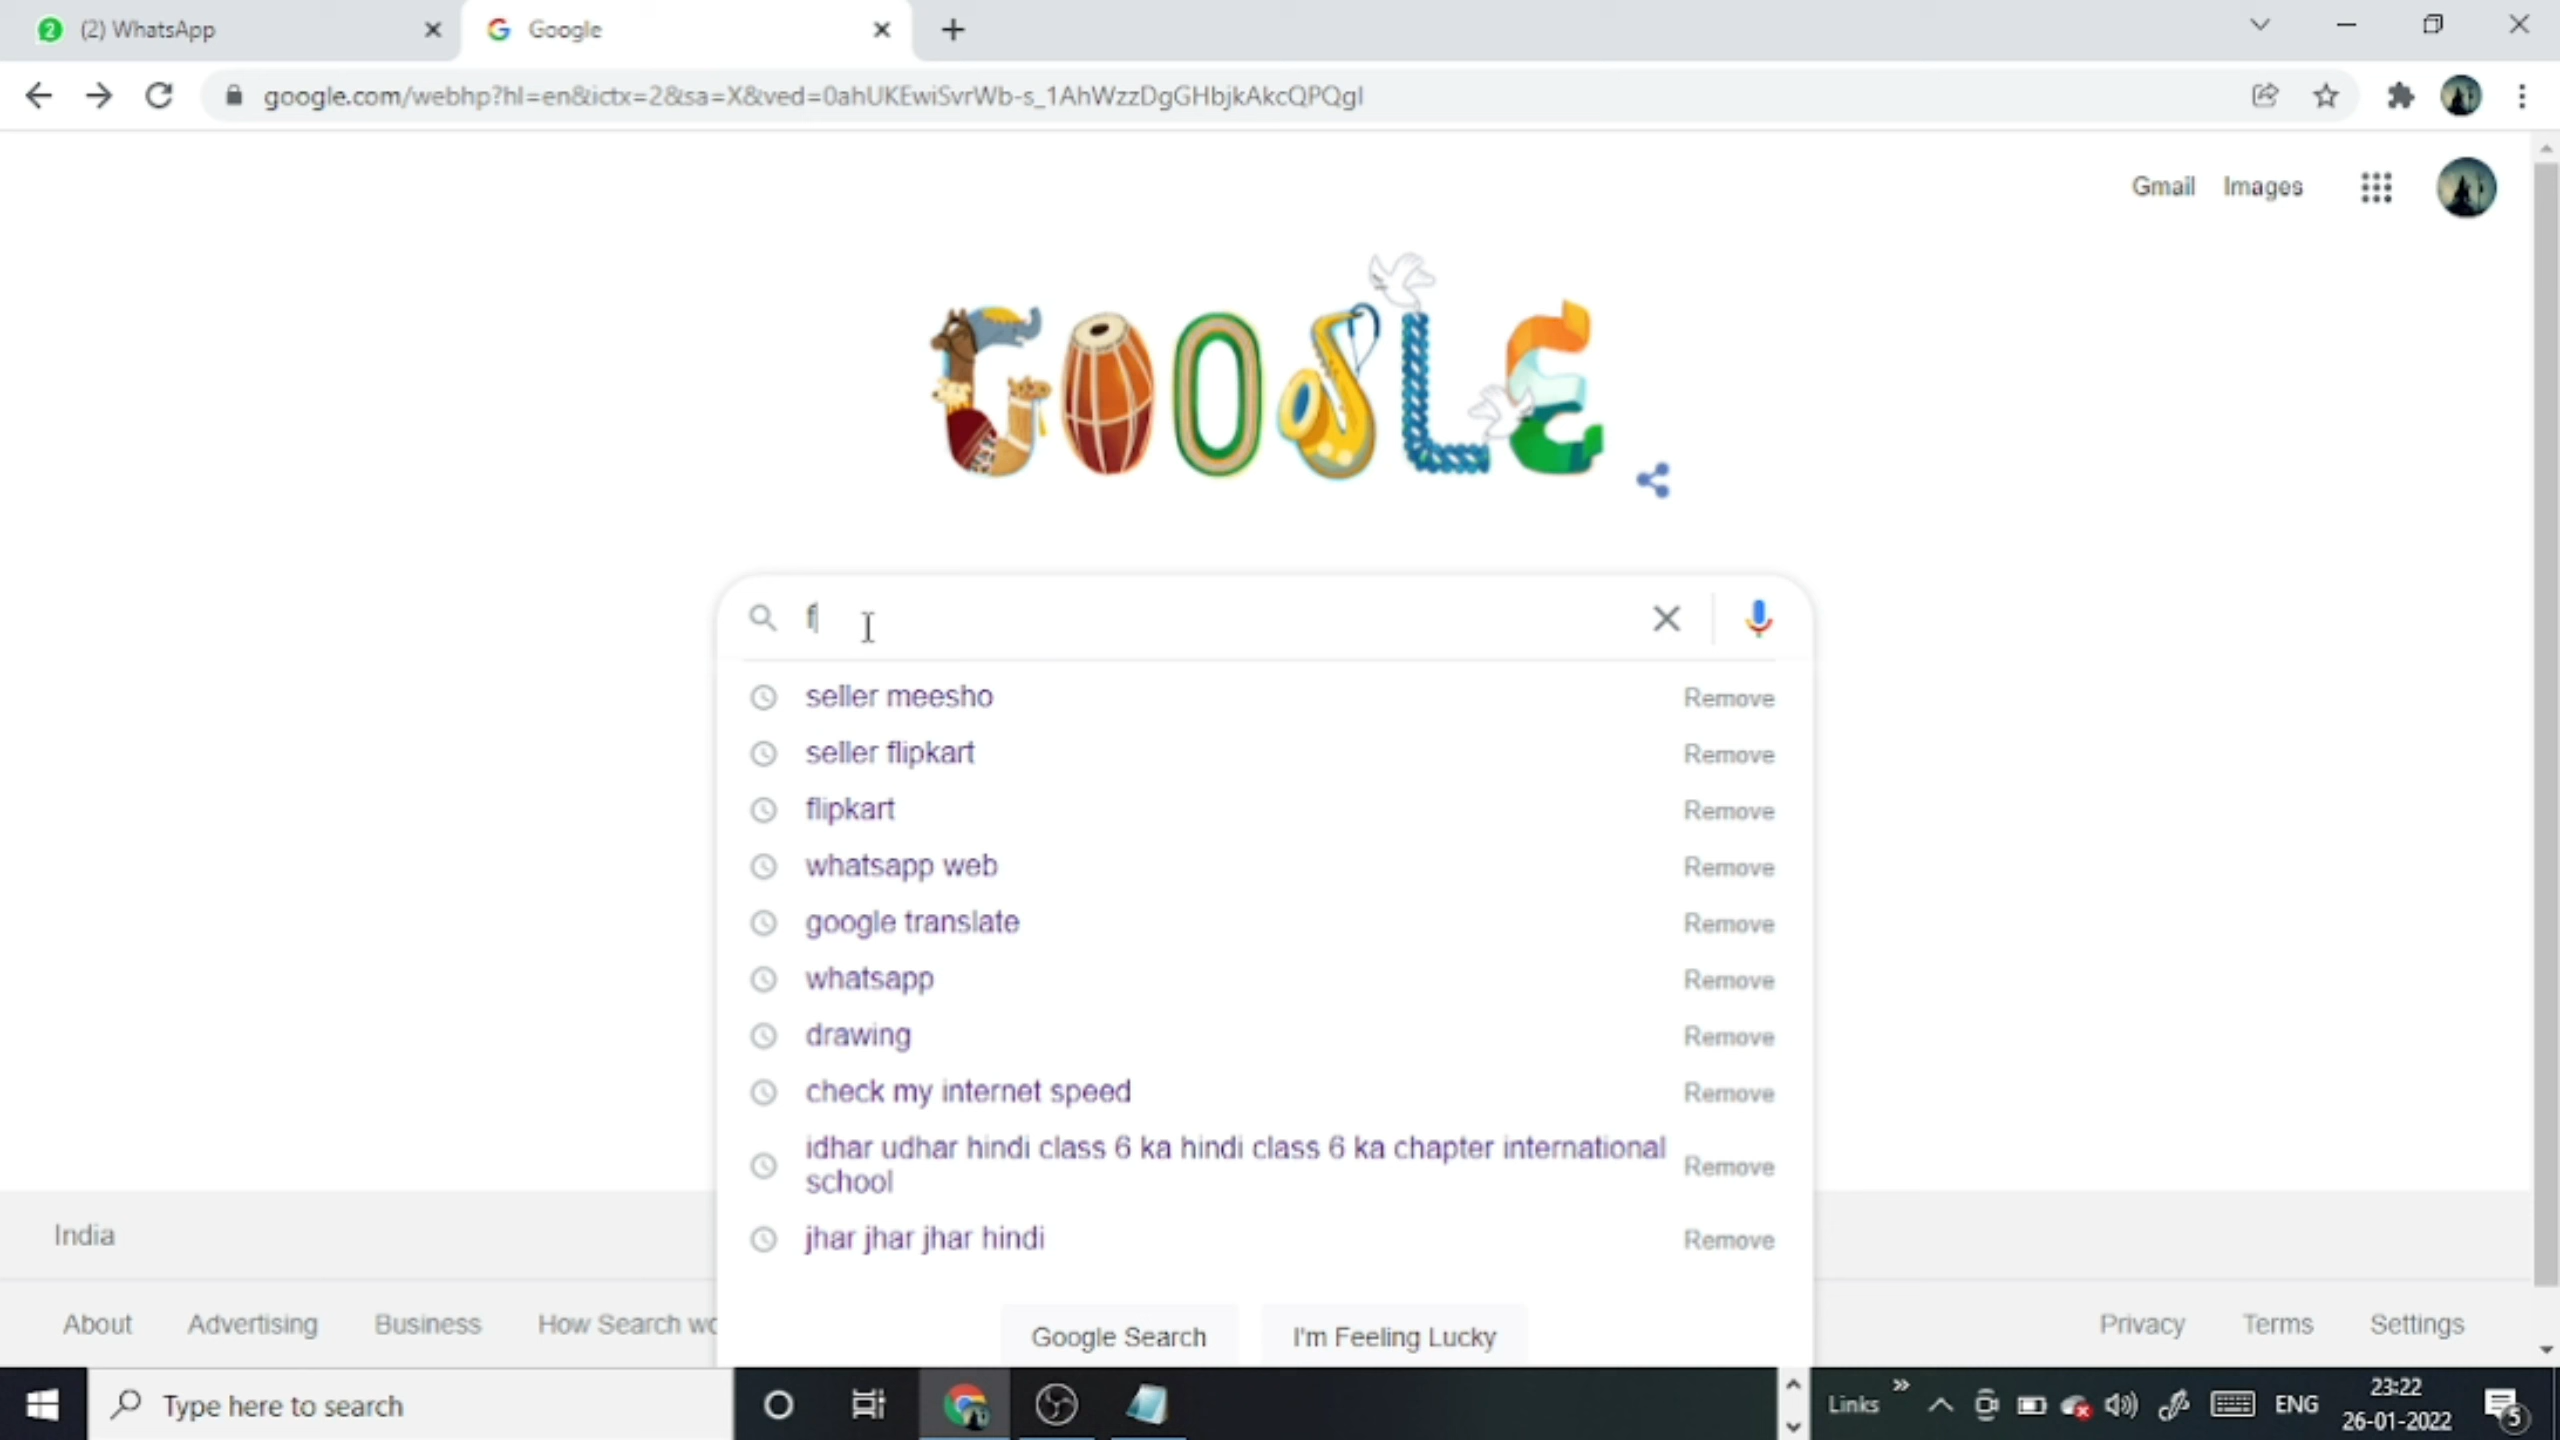 2 (2) WhatsApp
Google
google.com/webhp?hl=en&ictx=2&sa=X&ved=0ahUKEwiSvrWb-s_1AhWzzDgGHbjkAkcQPQgI
Gmail Images
GOOGLE
f
seller meesho Remove
seller flipkart Remove
flipkart Remove
whatsapp web Remove
google translate Remove
whatsapp Remove
drawing Remove
check my internet speed Remove
idhar udhar hindi class 6 ka hindi class 6 ka chapter international
school Remove
jhar jhar jhar hindi Remove
Google Search I'm Feeling Lucky
India
About Advertising Business How Search Privacy Terms Settings
Type here to search
Links » ENG
23:22
26-01-2022
5